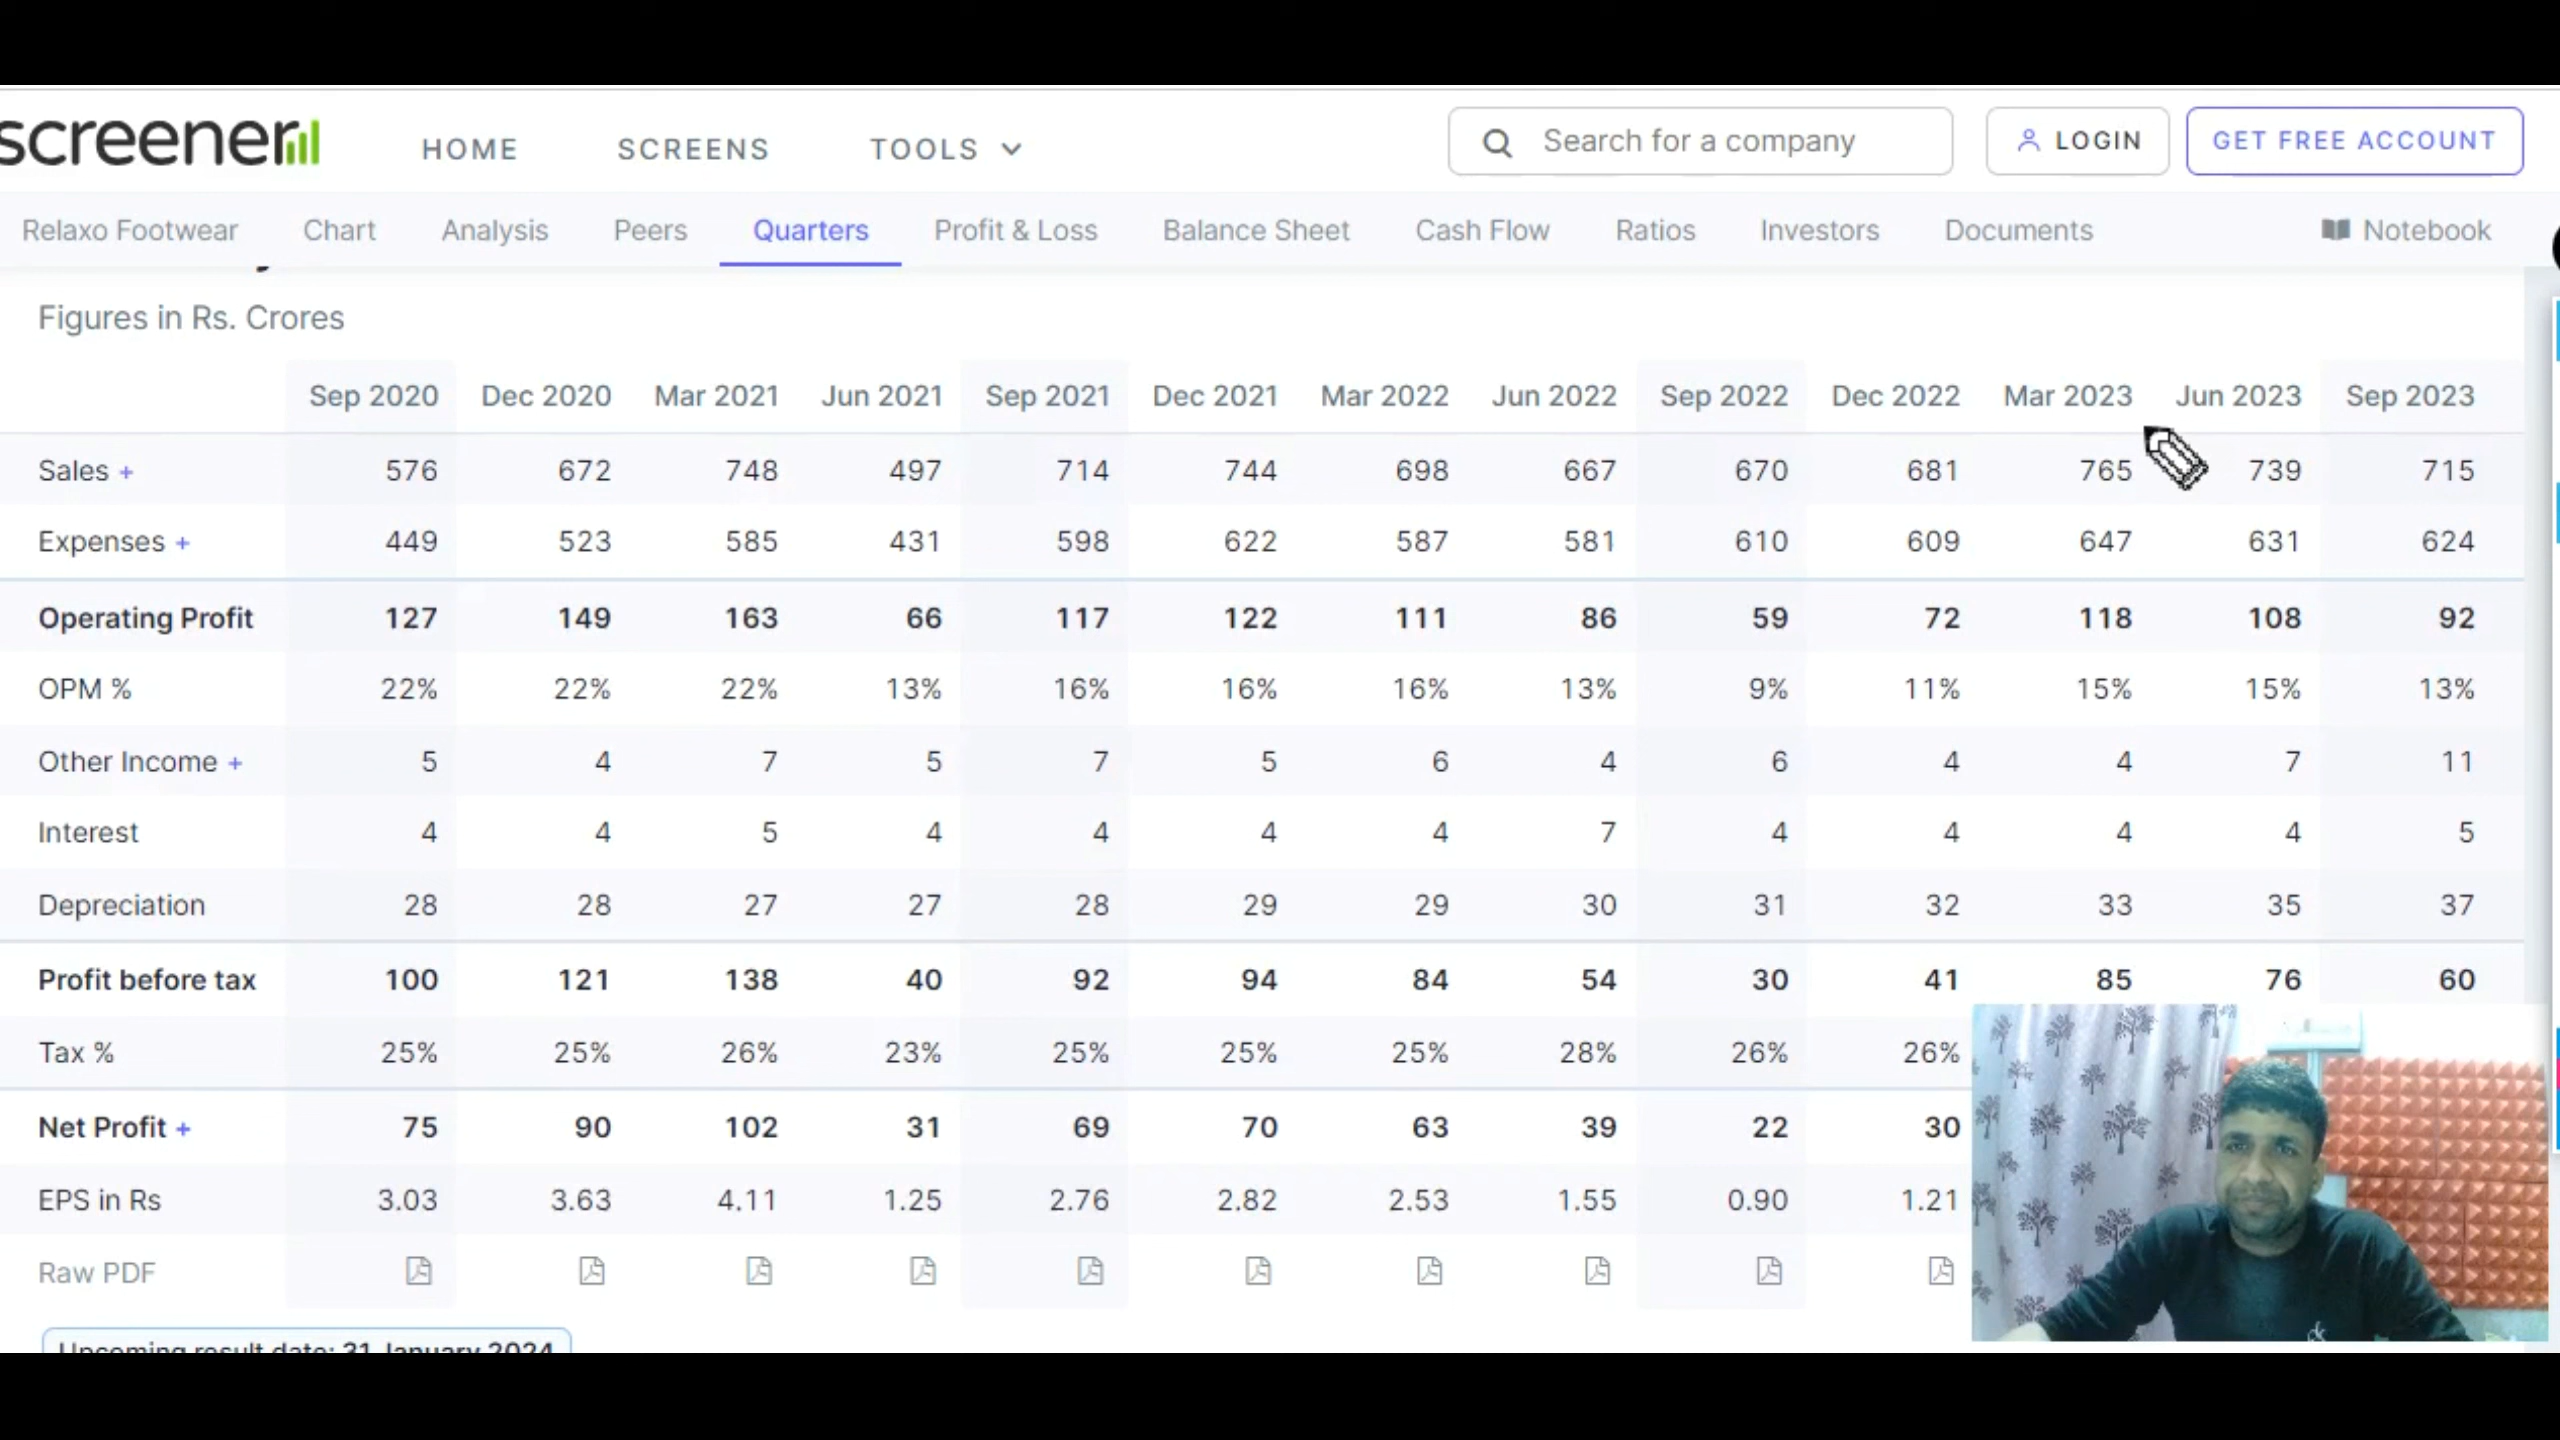 screener
HOME SCREENS TOOLS
Search for a company
LOGIN
GET FREE ACCOUNT
Relaxo Footwear Chart Analysis Peers Quarters Profit & Loss Balance Sheet Cash Flow Ratios Investors Documents Notebook
Figures in Rs. Crores
Sep 2020 Dec 2020 Mar 2021 Jun 2021 Sep 2021 Dec 2021 Mar 2022 Jun 2022 Sep 2022 Dec 2022 Mar 2023 Jun 2023 Sep 2023
Sales + 576 672 748 497 714 744 698 667 670 681 765 739 715
Expenses + 449 523 585 431 598 622 587 581 610 609 647 631 624
Operating Profit 127 149 163 66 117 122 111 86 59 72 118 108 92
OPM % 22% 22% 22% 13% 16% 16% 16% 13% 9% 11% 15% 15% 13%
Other Income + 5 4 7 5 7 5 6 4 6 4 4 7 11
Interest 4 4 5 4 4 4 4 7 4 4 4 4 5
Depreciation 28 28 27 27 28 29 29 30 31 32 33 35 37
Profit before tax 100 121 138 40 92 94 84 54 30 41 85 76 60
Tax % 25% 25% 26% 23% 25% 25% 25% 28% 26% 26%
Net Profit + 75 90 102 31 69 70 63 39 22 30
EPS in Rs 3.03 3.63 4.11 1.25 2.76 2.82 2.53 1.55 0.90 1.21
Raw PDF
Upcoming result date: 31 January 2024